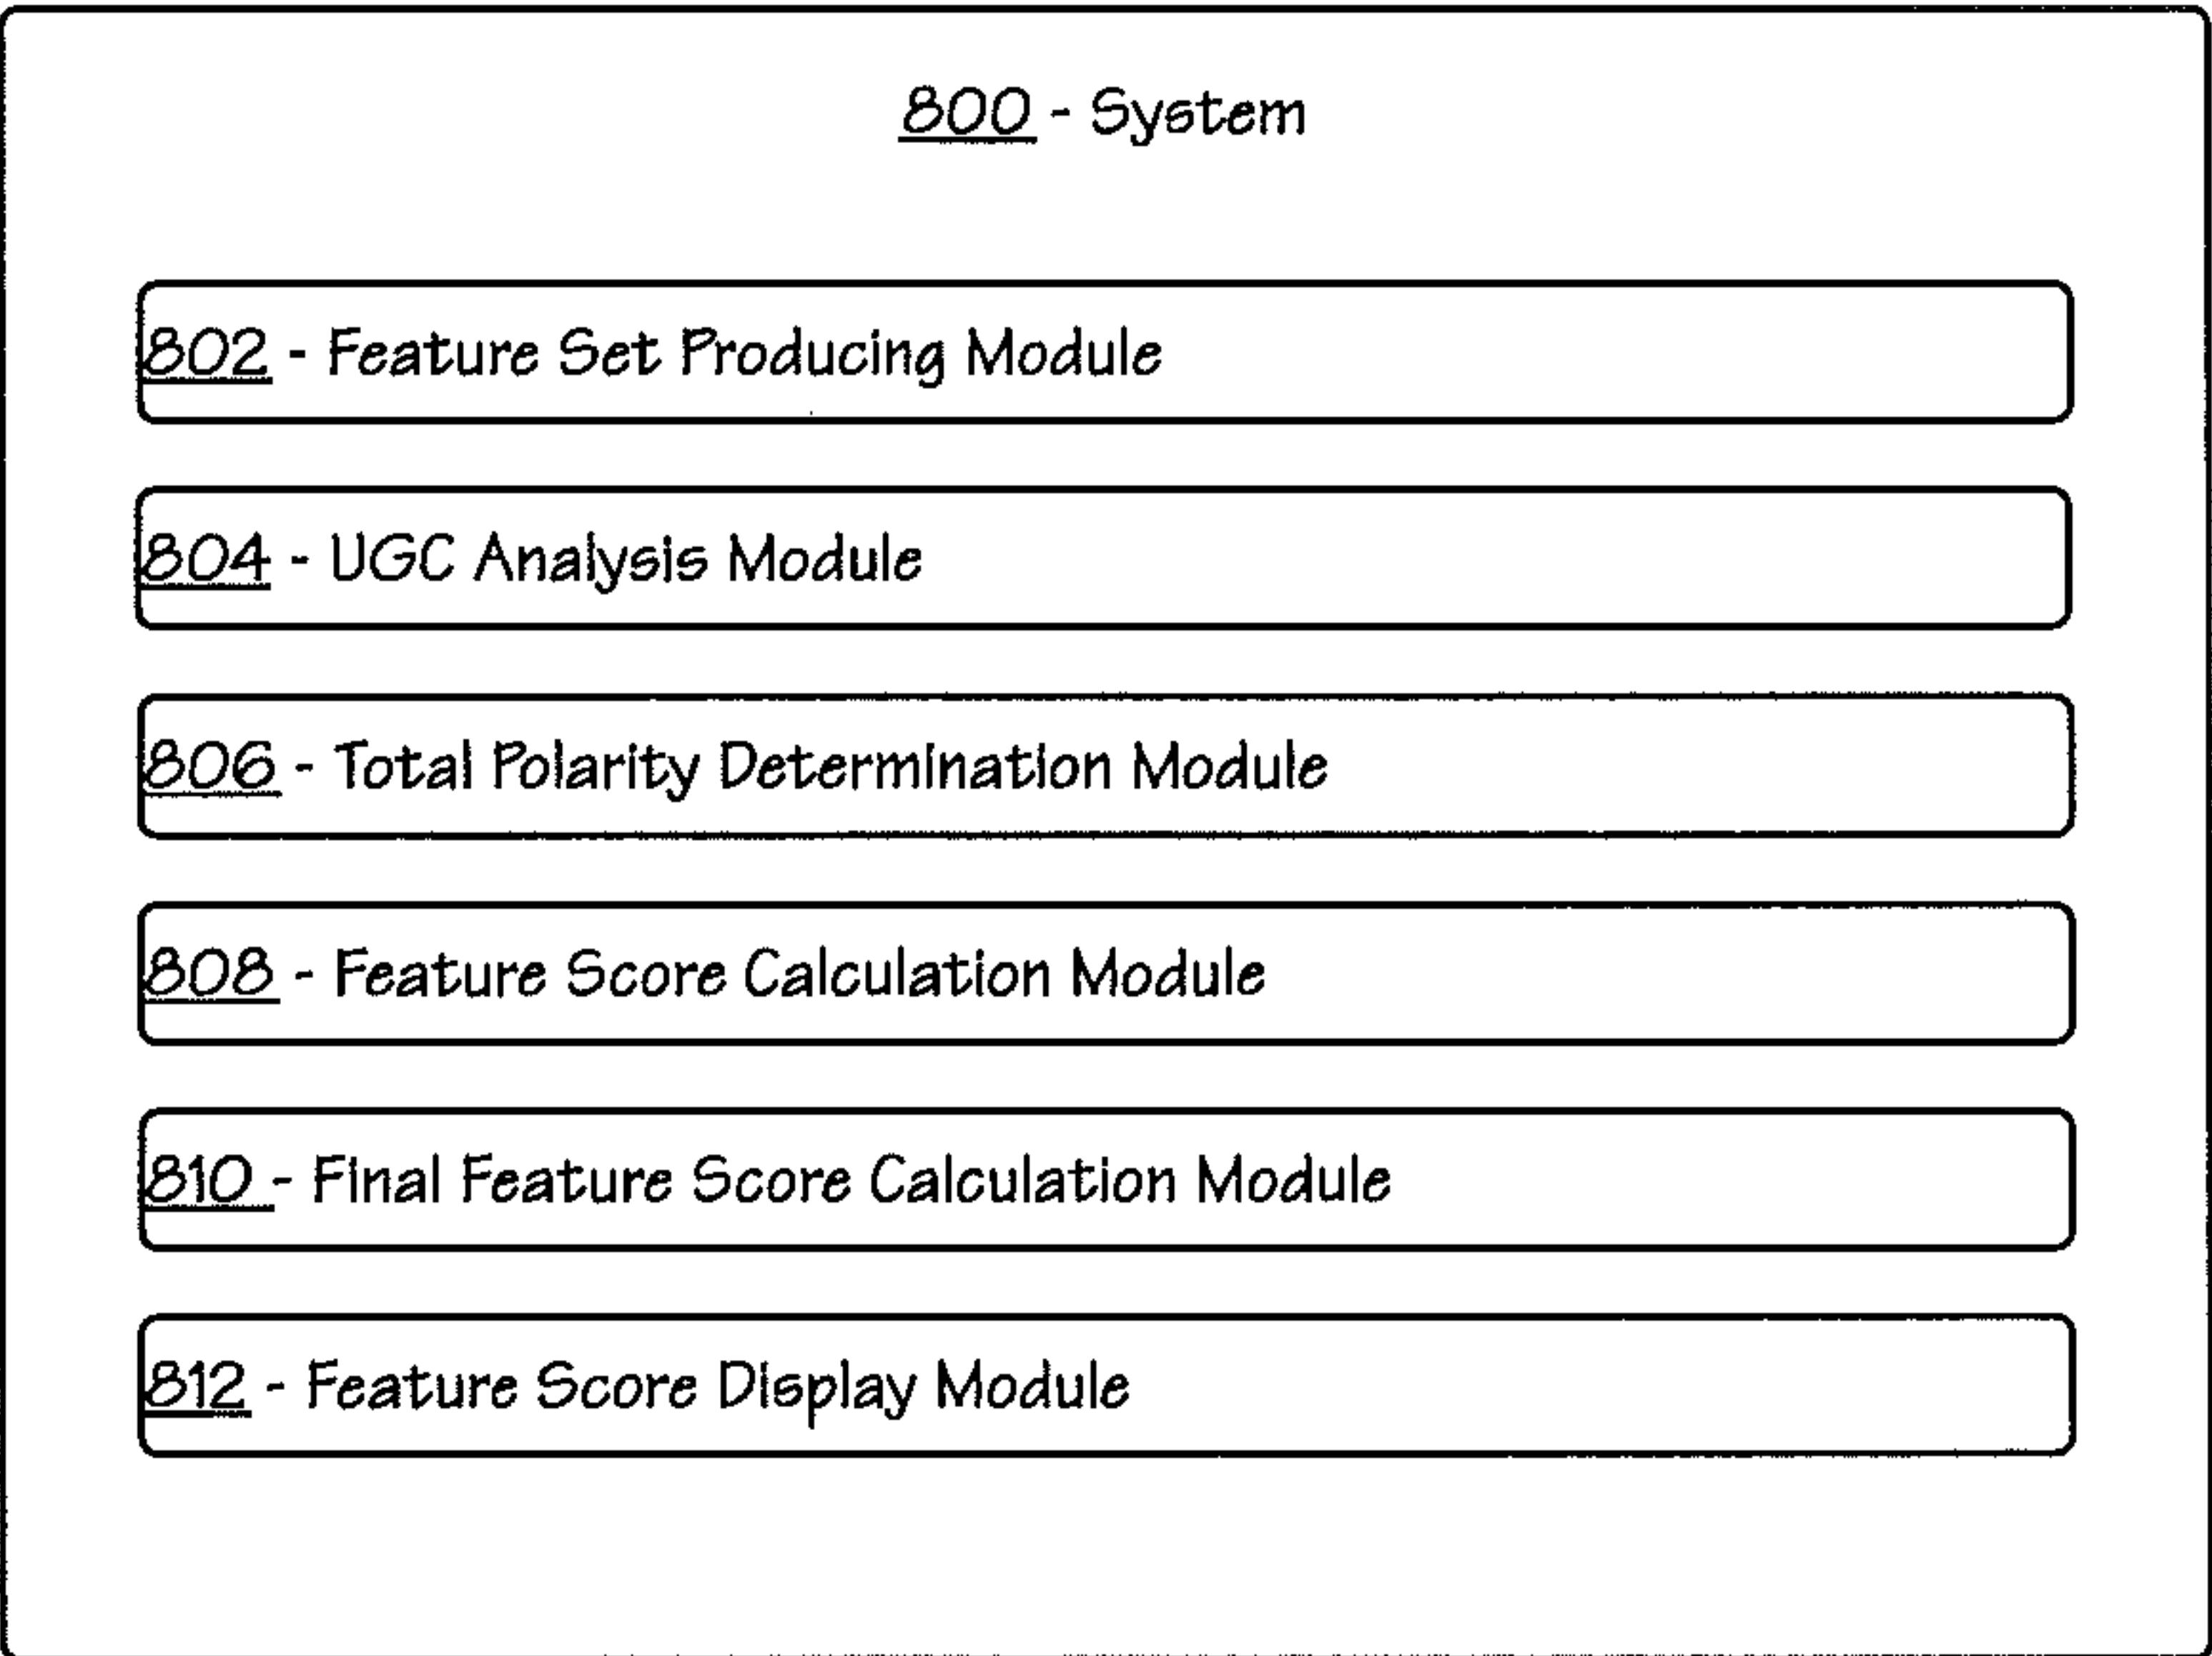 800 - System
802 - Feature Set Producing Module
804 - UGC Analysis Module
806 - Total Polarity Determination Module
808 - Feature Score Calculation Module
810 - Final Feature Score Calculation Module
812 - Feature Score Display Module